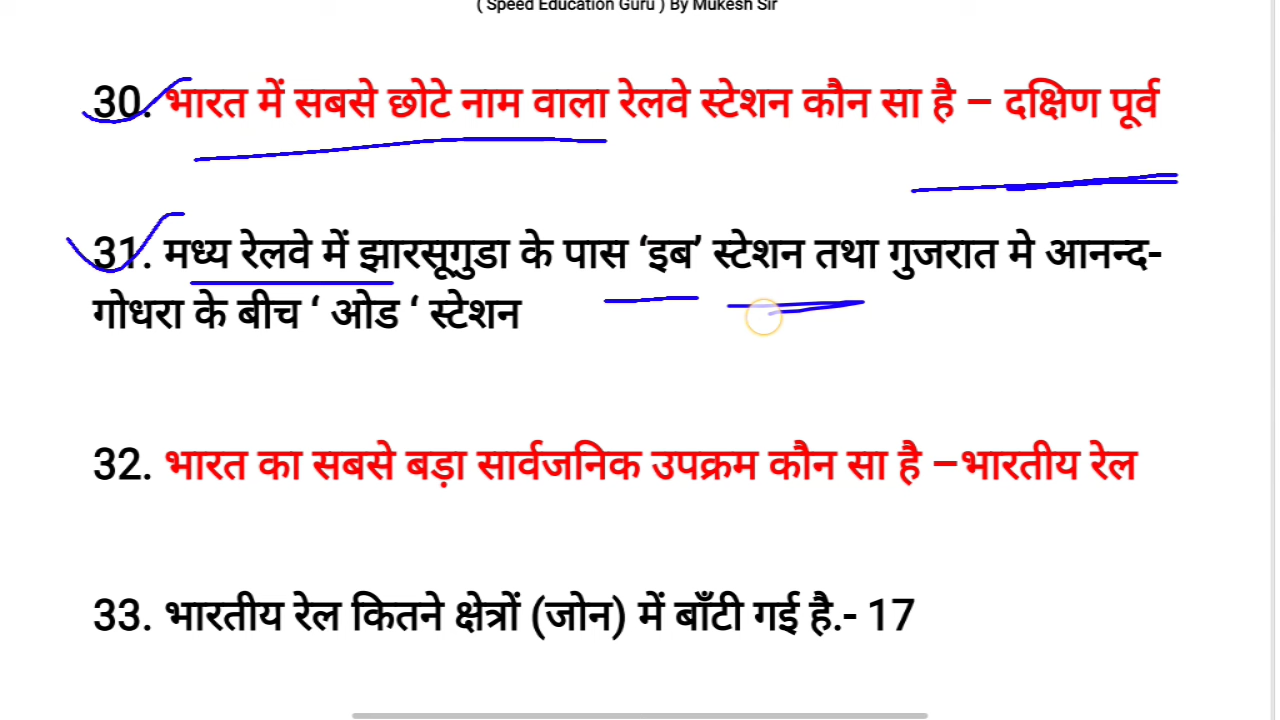 ( Speed Education Guru ) By Mukesh Sir
30. भारत में सबसे छोटे नाम वाला रेलवे स्टेशन कौन सा है – दक्षिण पूर्व
31. मध्य रेलवे में झारसूगुडा के पास ‘इब’ स्टेशन तथा गुजरात मे आनन्द-
गोधरा के बीच ‘ ओड ‘ स्टेशन
32. भारत का सबसे बड़ा सार्वजनिक उपक्रम कौन सा है –भारतीय रेल
33. भारतीय रेल कितने क्षेत्रों (जोन) में बाँटी गई है.- 17